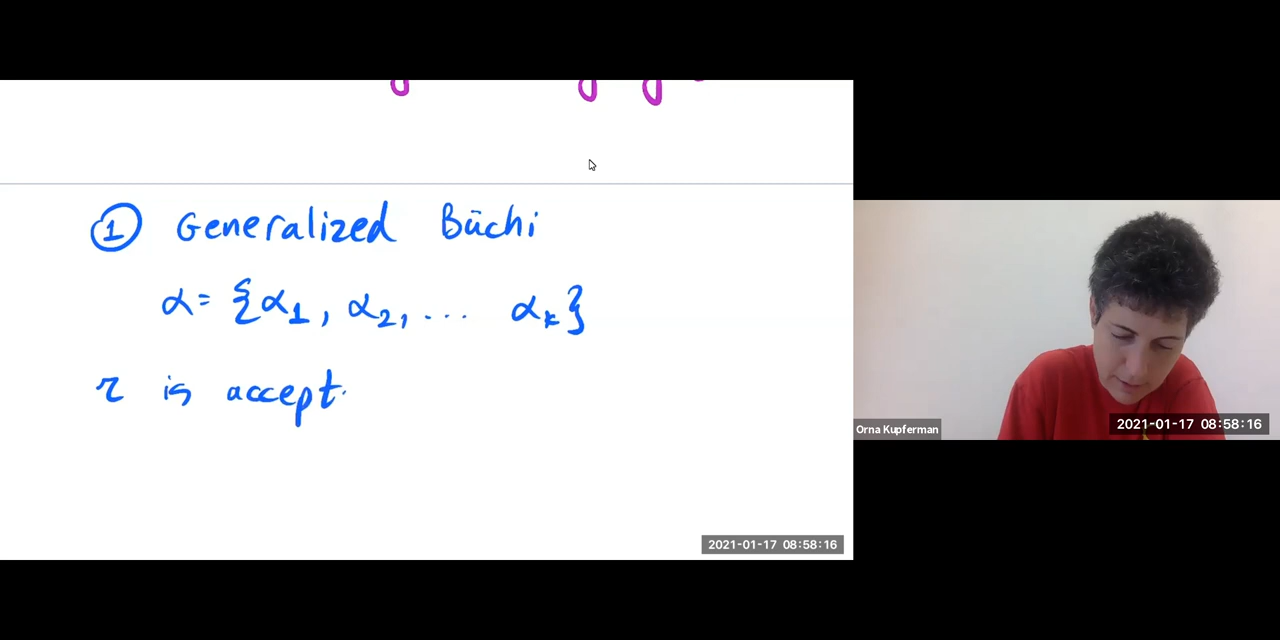 ① Generalized Büchi
α = {α₁, α₂, ... αₖ}
r is accept.
Orna Kupferman
2021-01-17 08:58:16
2021-01-17 08:58:16